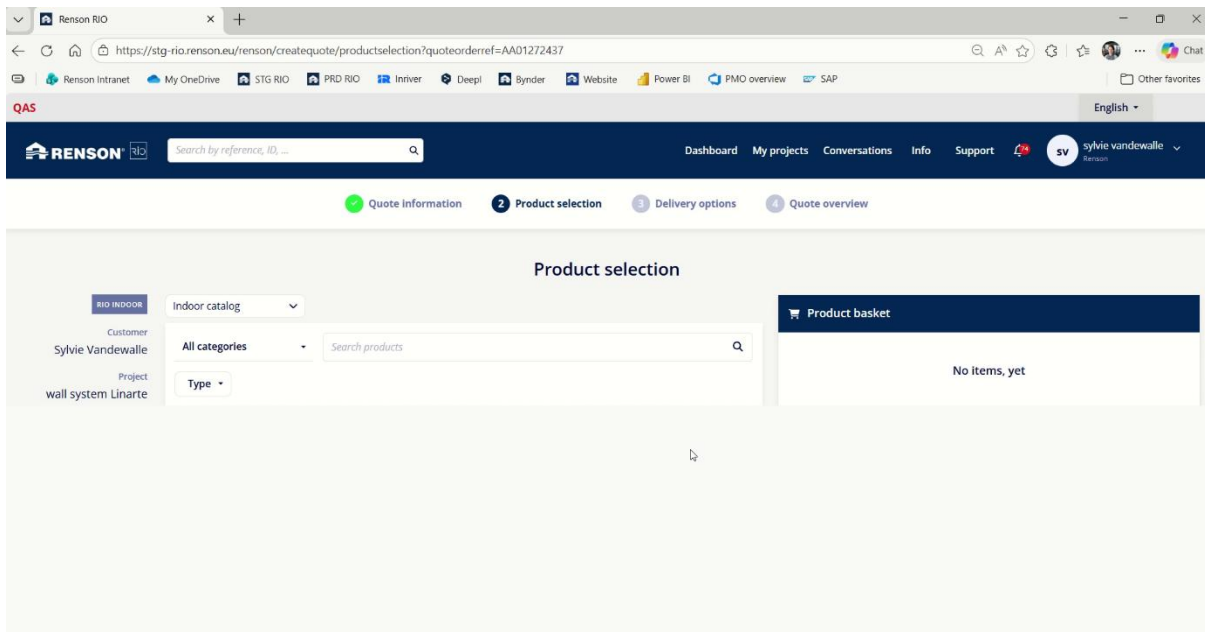 Renson RIO
https://stg-rio.renson.eu/renson/createquote/productselection?quoteorderref=AA01272437
Chat
Renson Intranet My OneDrive STG RIO PRD RIO Inriver Deepl Bynder Website Power BI PMO overview SAP Other favorites
QAS English
RENSON RIO Search by reference, ID, ... Dashboard My projects Conversations Info Support 74 SV sylvie vandewalle
Renson
Quote information 2 Product selection 3 Delivery options 4 Quote overview
Product selection
RIO INDOOR Indoor catalog Product basket
Customer
Sylvie Vandewalle All categories Search products
No items, yet
Project
wall system Linarte Type